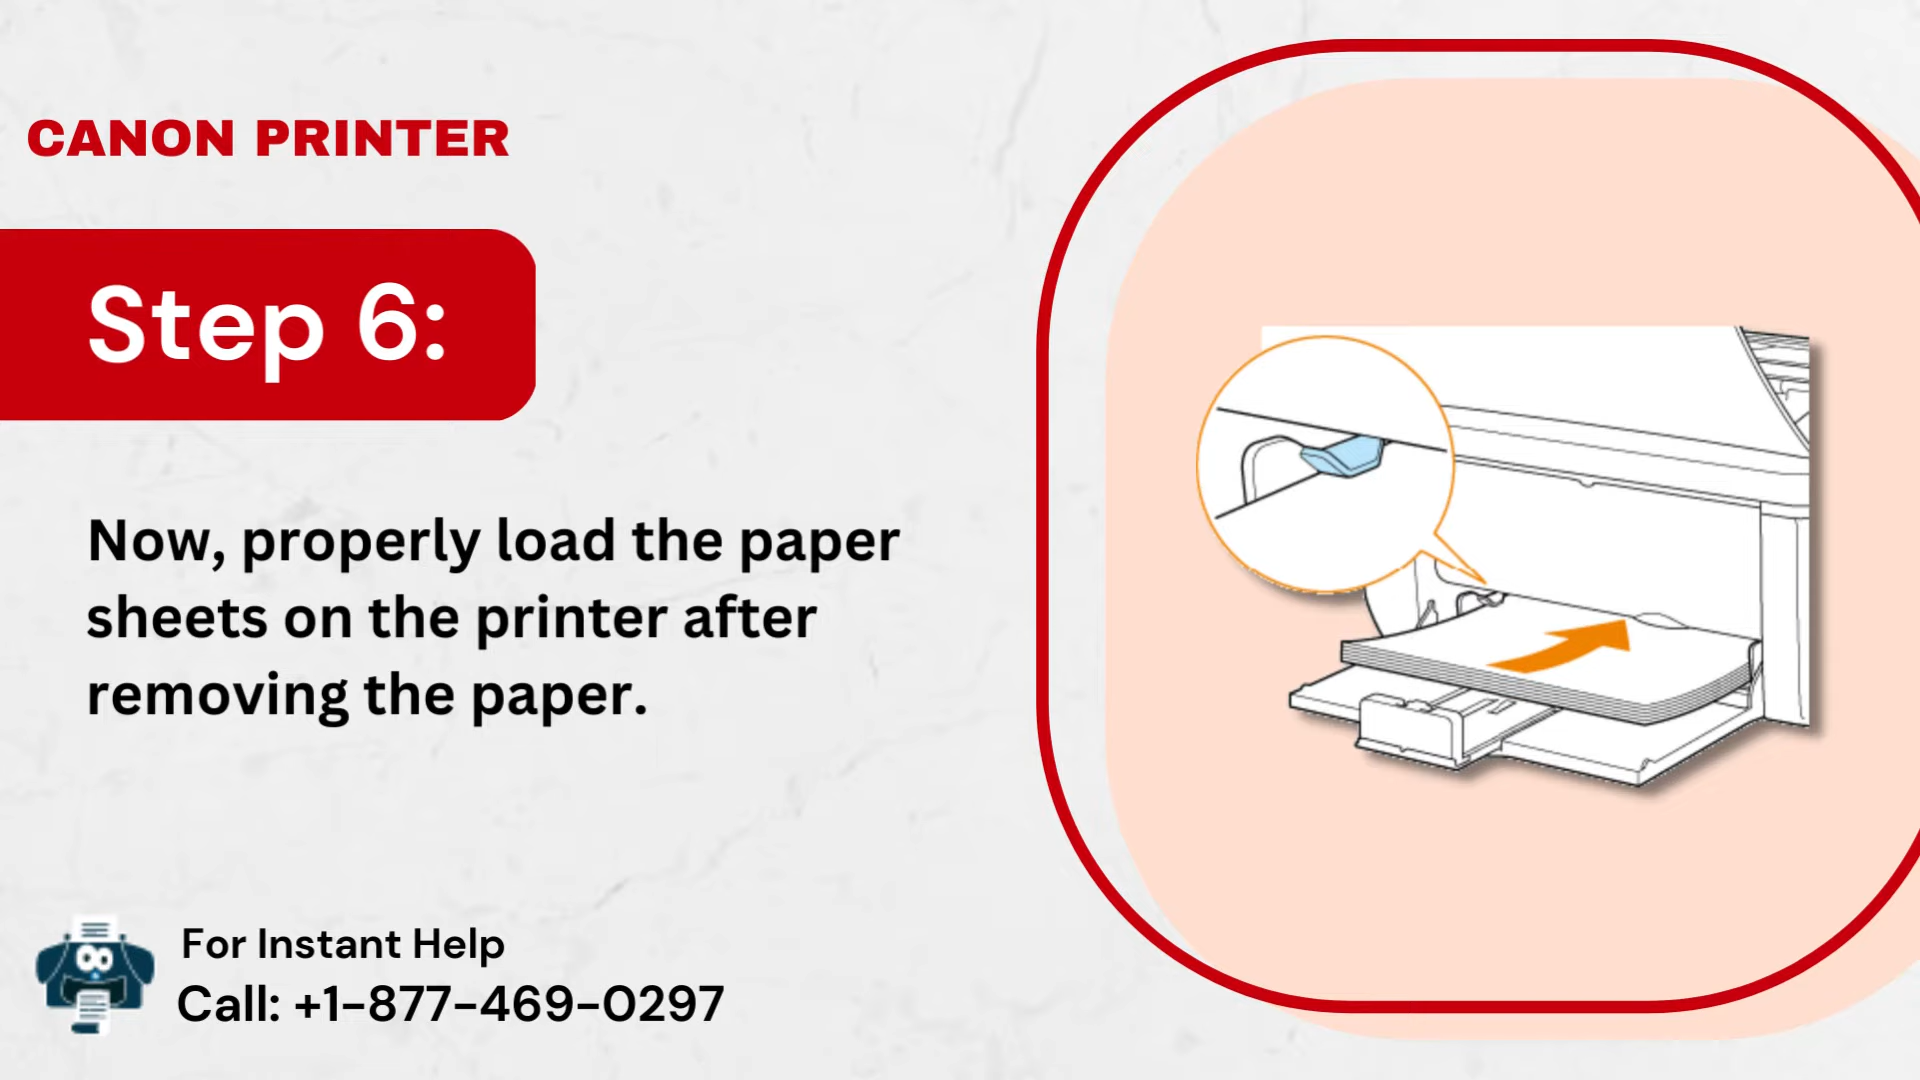 CANON PRINTER
Step 6:
Now, properly load the paper
sheets on the printer after
removing the paper.
For Instant Help
Call: +1-877-469-0297